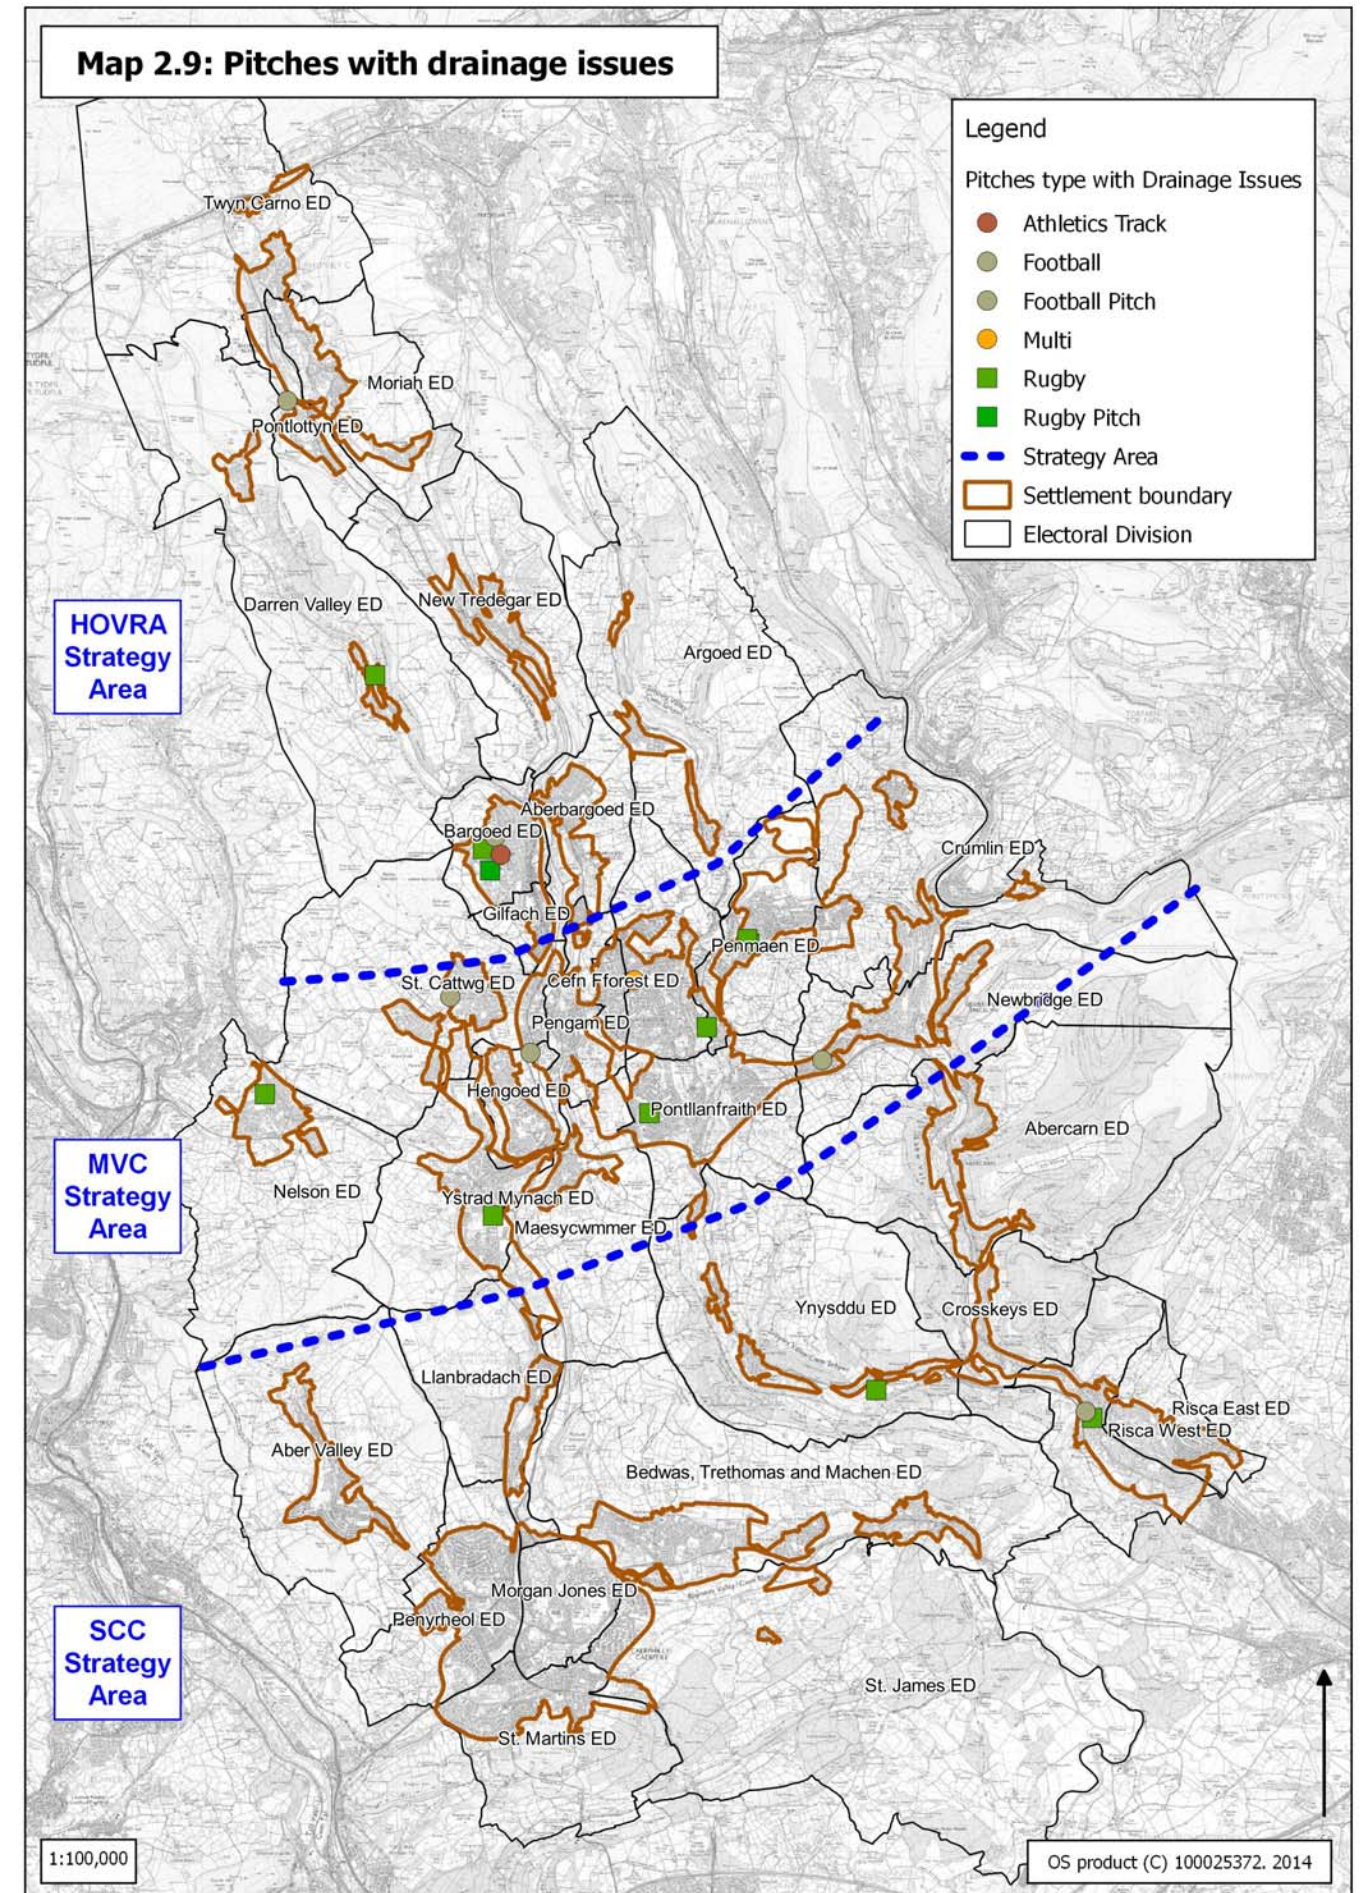 Map 2.9: Pitches with drainage issues
Legend
Pitches type with Drainage Issues
Athletics Track
Football
Football Pitch
Multi
Rugby
Rugby Pitch
Strategy Area
Settlement boundary
Electoral Division
Twyn Carno ED
Moriah ED
Pontlottyn ED
Darren Valley ED
New Tredegar ED
HOVRA
Strategy
Area
Argoed ED
Aberbargoed ED
Bargoed ED
Crumlin ED
Gilfach ED
Penmaen ED
St. Cattwg ED
Cefn Fforest ED
Newbridge ED
Pengam ED
Hengoed ED
Pontllanfraith ED
Abercarn ED
MVC
Strategy
Area
Nelson ED
Ystrad Mynach ED
Maesycwmmer ED
Ynysddu ED
Crosskeys ED
Llanbradach ED
Risca East ED
Risca West ED
Aber Valley ED
Bedwas, Trethomas and Machen ED
Morgan Jones ED
Penyrheol ED
SCC
Strategy
Area
St. James ED
St. Martins ED
1:100,000
OS product (C) 100025372. 2014